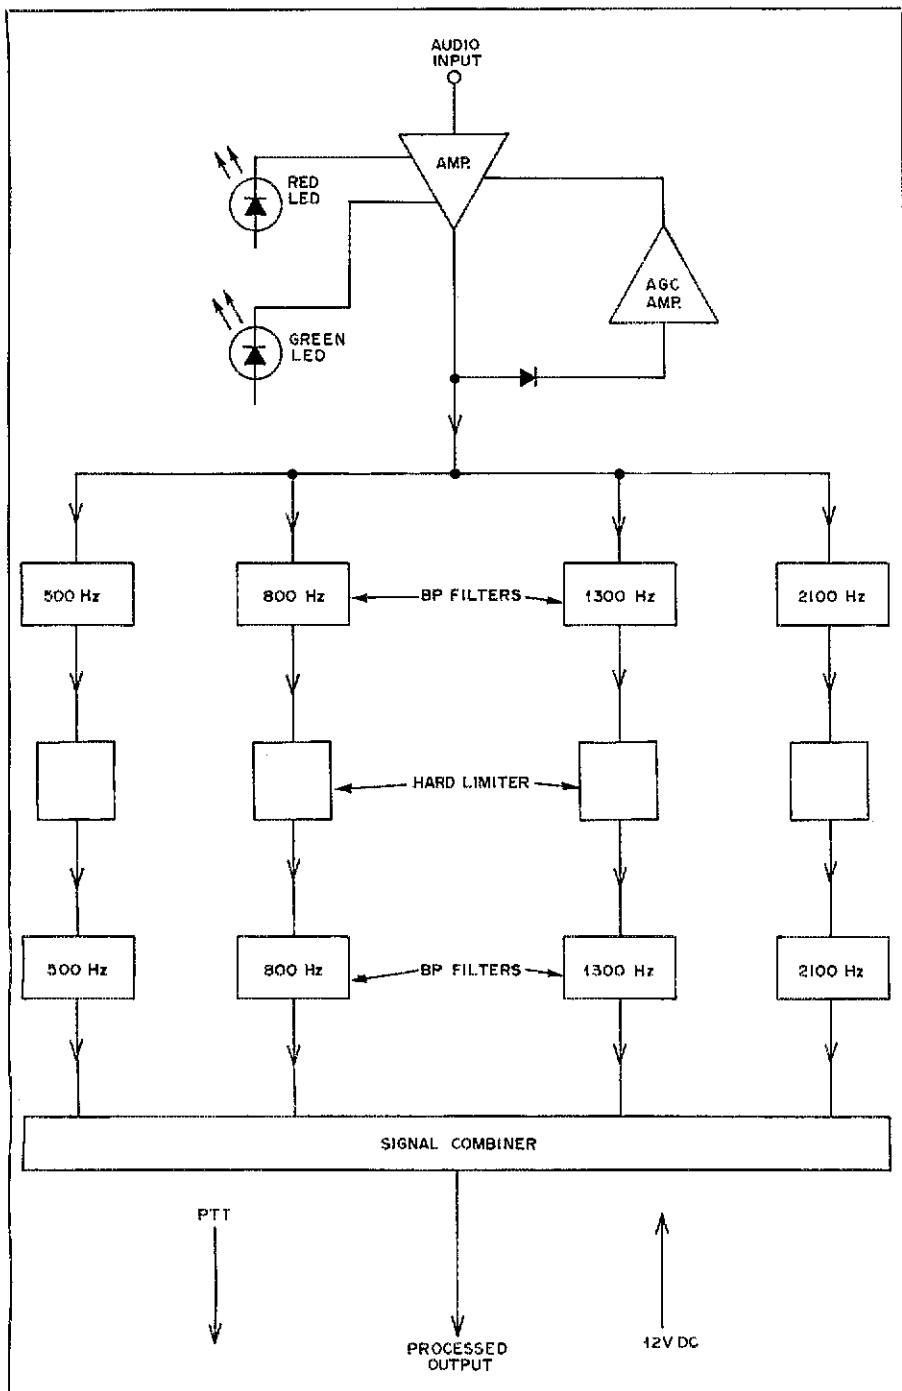 AUDIO
INPUT
AMP.
RED
LED
AGC
AMP.
GREEN
LED
500 Hz
800 Hz
BP FILTERS
1300 Hz
2100 Hz
HARD LIMITER
500 Hz
800 Hz
BP FILTERS
1300 Hz
2100 Hz
SIGNAL COMBINER
PTT
PROCESSED
OUTPUT
12V DC